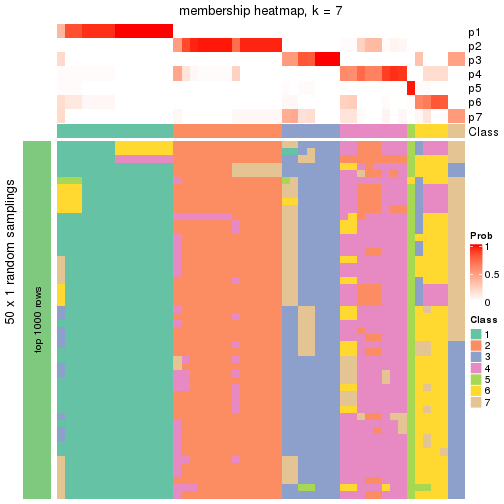 membership heatmap, k = 7
p1
p2
p3
p4
p5
p6
p7
Class
50 x 1 random samplings
top 1000 rows
Prob
1
0.5
0
Class
1
2
3
4
5
6
7